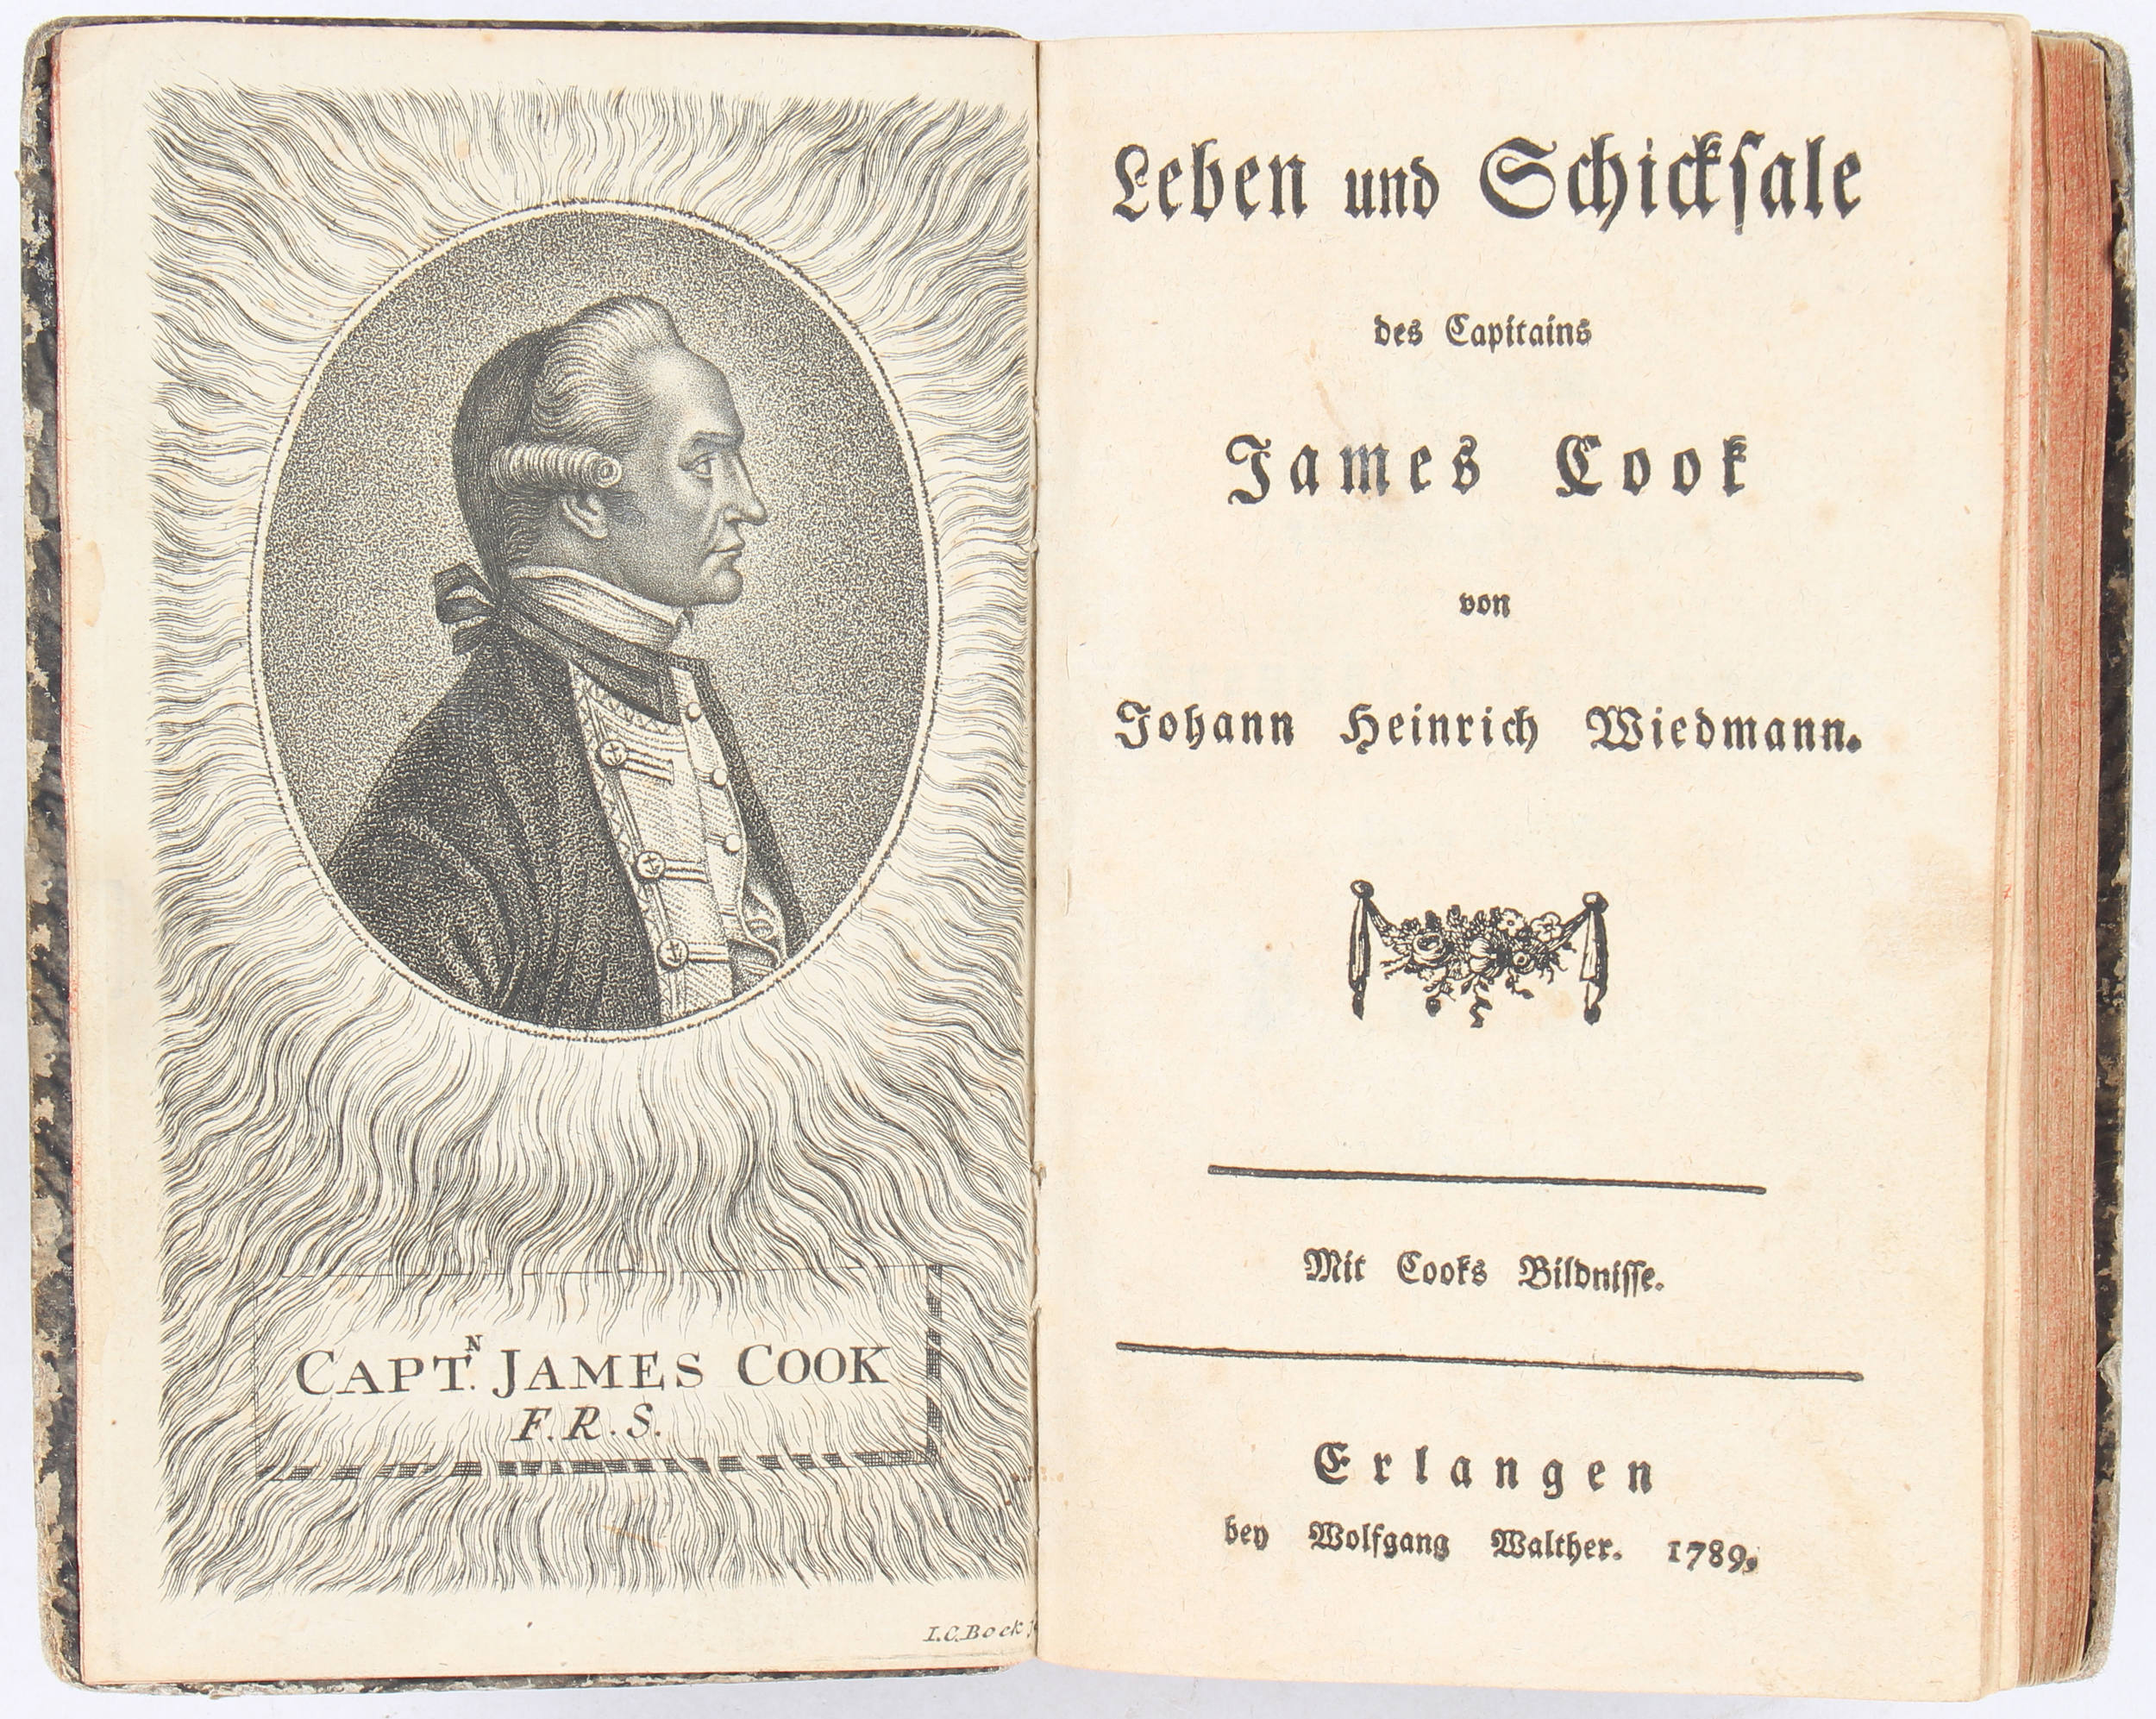 CAPT.N JAMES COOK
F.R.S.
I.C.Bock
Leben und Schickſale
des Capitains
James Cook
von
Johann Heinrich Wiedmann.
Mit Cooks Bildniſſe.
Erlangen
bey Wolfgang Walther. 1789.